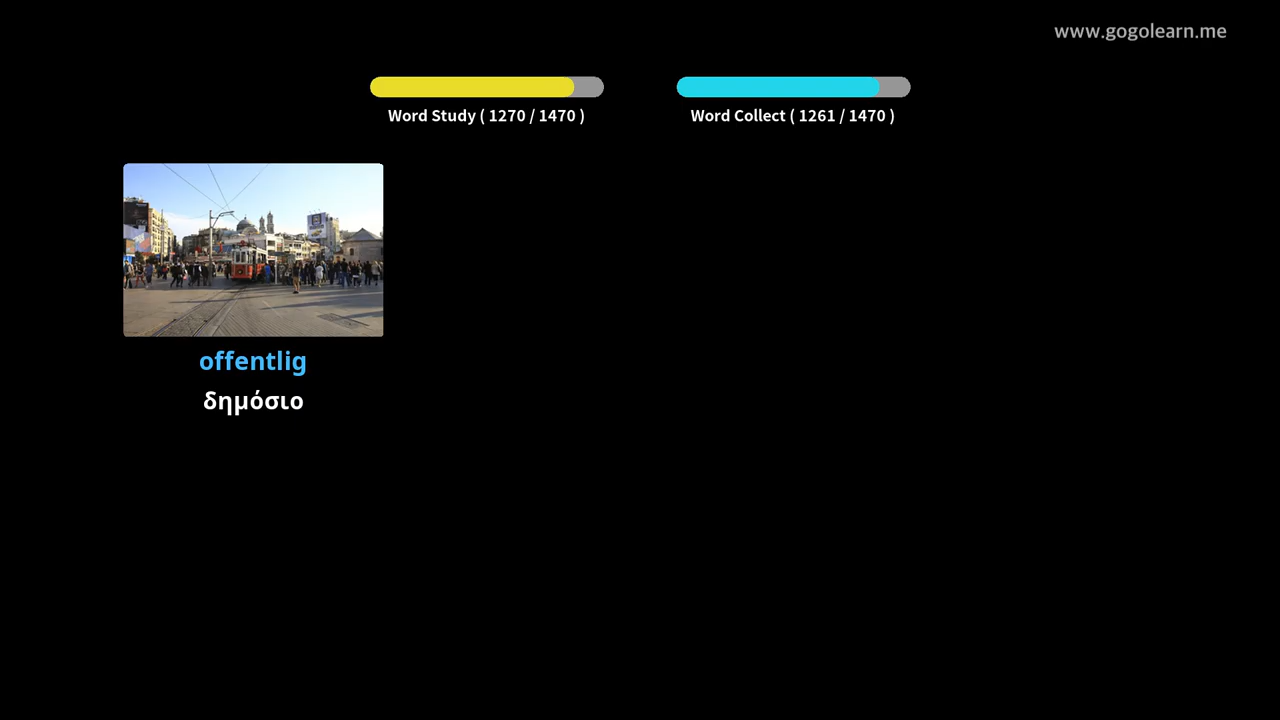 www.gogolearn.me
Word Study ( 1270 / 1470 )
Word Collect ( 1261 / 1470 )
offentlig
δημόσιο